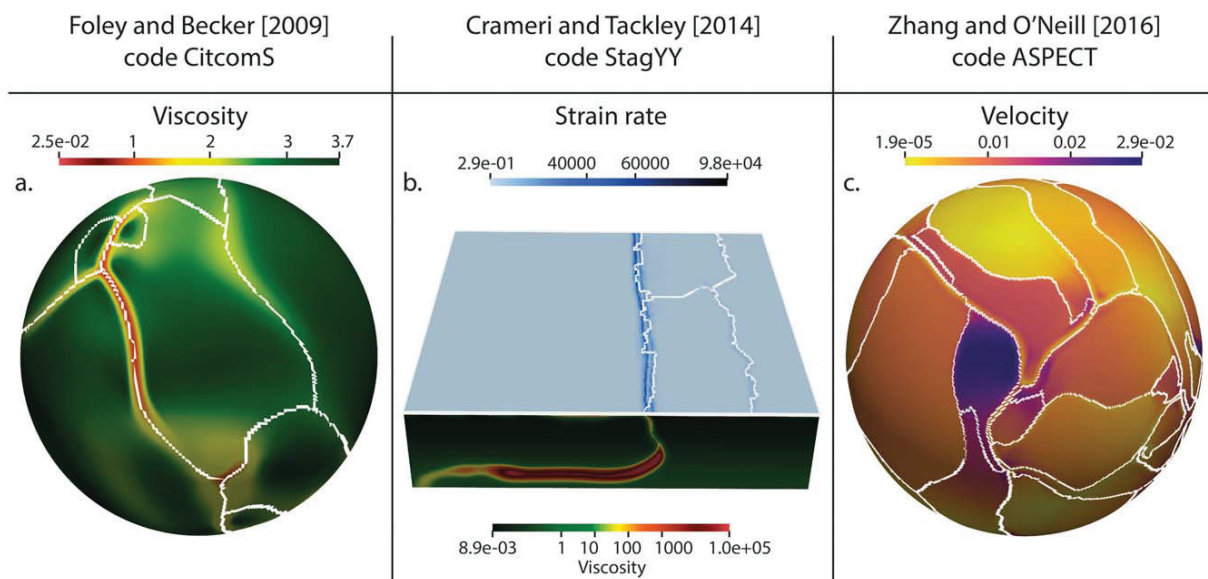 Foley and Becker [2009]
code CitcomS
Crameri and Tackley [2014]
code StagYY
Zhang and O'Neill [2016]
code ASPECT
Viscosity
2.5e-02 1 2 3 3.7
a.
Strain rate
2.9e-01 40000 60000 9.8e+04
b.
8.9e-03 1 10 100 1000 1.0e+05
Viscosity
Velocity
1.9e-05 0.01 0.02 2.9e-02
c.